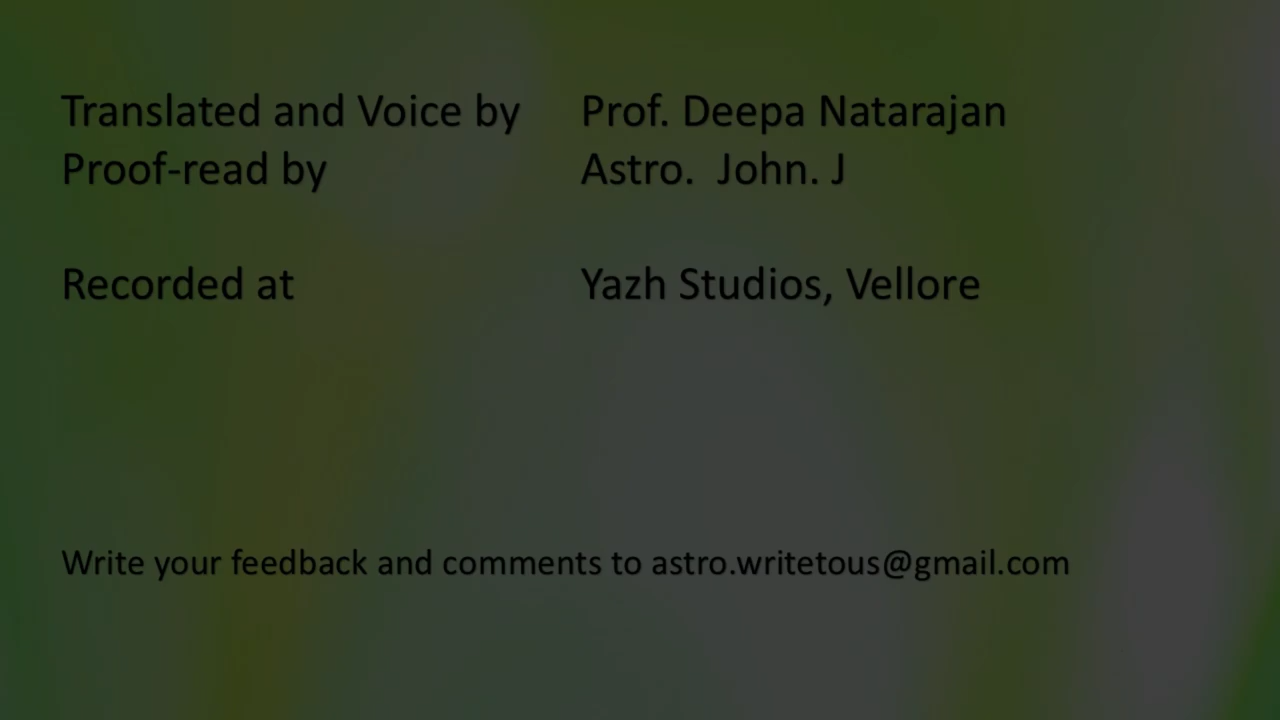 Translated and Voice by Prof. Deepa Natarajan
Proof-read by Astro. John. J
Recorded at Yazh Studios, Vellore
Write your feedback and comments to astro.writetous@gmail.com